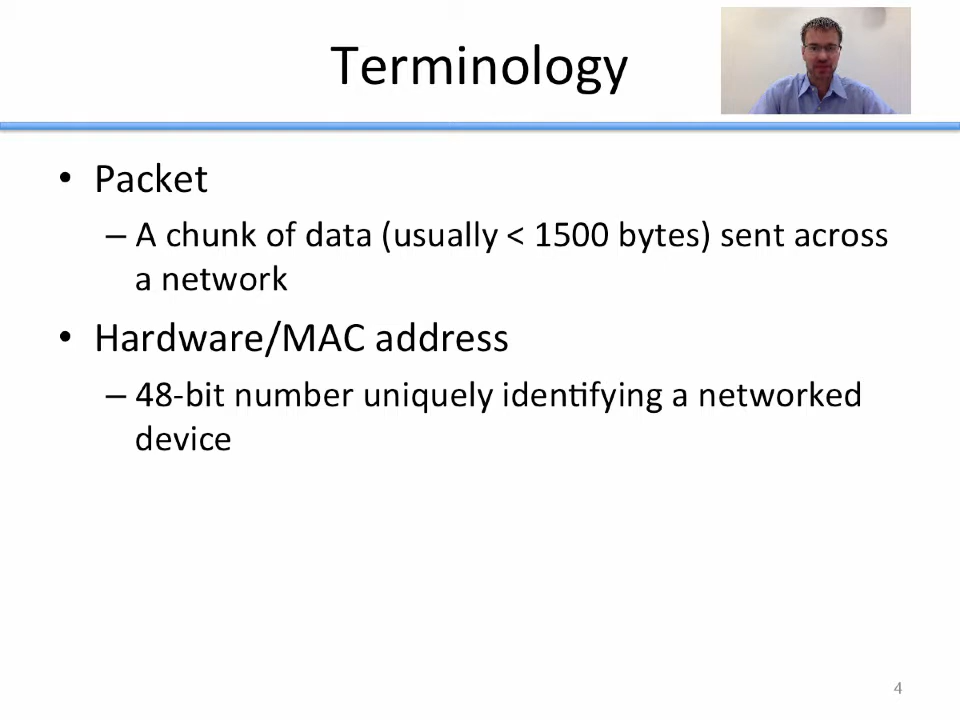 Terminology
• Packet
– A chunk of data (usually < 1500 bytes) sent across
a network
• Hardware/MAC address
– 48-bit number uniquely identifying a networked
device
4